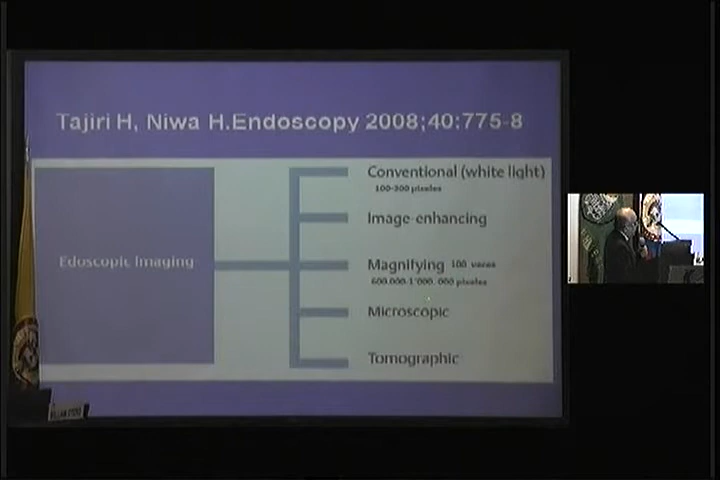 Tajiri H, Niwa H.Endoscopy 2008;40:775-8
Edoscopic imaging
Conventional (white light)
100-300 pixeles
Image-enhancing
Magnifying 100 veces
600.000-1'000. 000 pixeles
Microscopic
Tomographic